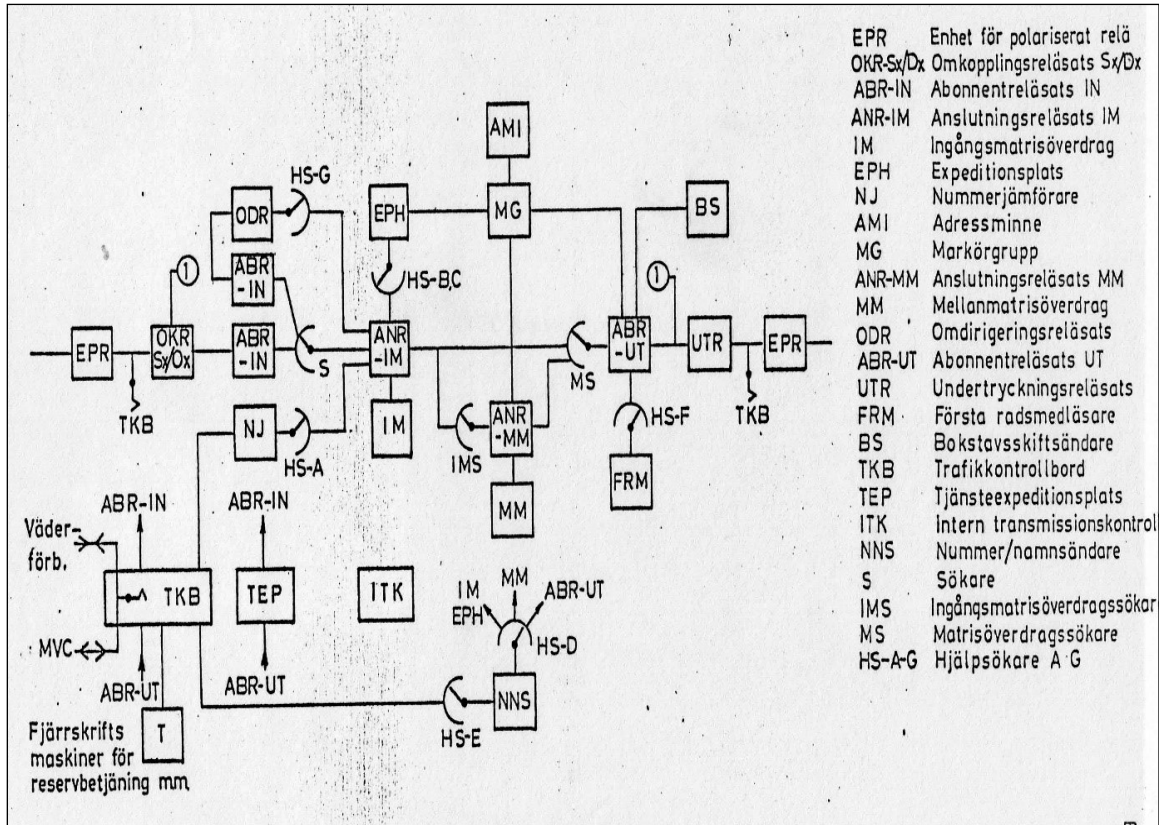 AMI
HS-G
ODR
EPH
MG
BS
1
ABR
-IN
HS-B,C
1
EPR
OKR
Sx/Dx
ABR
-IN
S
ANR
-IM
MS
ABR
-UT
UTR
EPR
TKB
NJ
HS-A
IM
IMS
ANR
-MM
HS-F
TKB
MM
FRM
ABR-IN
ABR-IN
Väder-
förb.
TKB
TEP
ITK
IM
EPH
MM
ABR-UT
HS-D
MVC
ABR-UT
ABR-UT
HS-E
NNS
T
Fjärrskrifts
maskiner för
reservbetjäning mm.
EPR Enhet för polariserat relä
OKR-Sx/Dx Omkopplingsreläsats Sx/Dx
ABR-IN Abonnentreläsats IN
ANR-IM Anslutningsreläsats IM
IM Ingångsmatrisöverdrag
EPH Expeditionsplats
NJ Nummerjämförare
AMI Adressminne
MG Markörgrupp
ANR-MM Anslutningsreläsats MM
MM Mellanmatrisöverdrag
ODR Omdirigeringsreläsats
ABR-UT Abonnentreläsats UT
UTR Undertryckningsreläsats
FRM Första radsmedläsare
BS Bokstavsskiftsändare
TKB Trafikkontrollbord
TEP Tjänsteexpeditionsplats
ITK Intern transmissionskontroll
NNS Nummer/namnsändare
S Sökare
IMS Ingångsmatrisöverdragssökar
MS Matrisöverdragssökare
HS-A-G Hjälpsökare A G